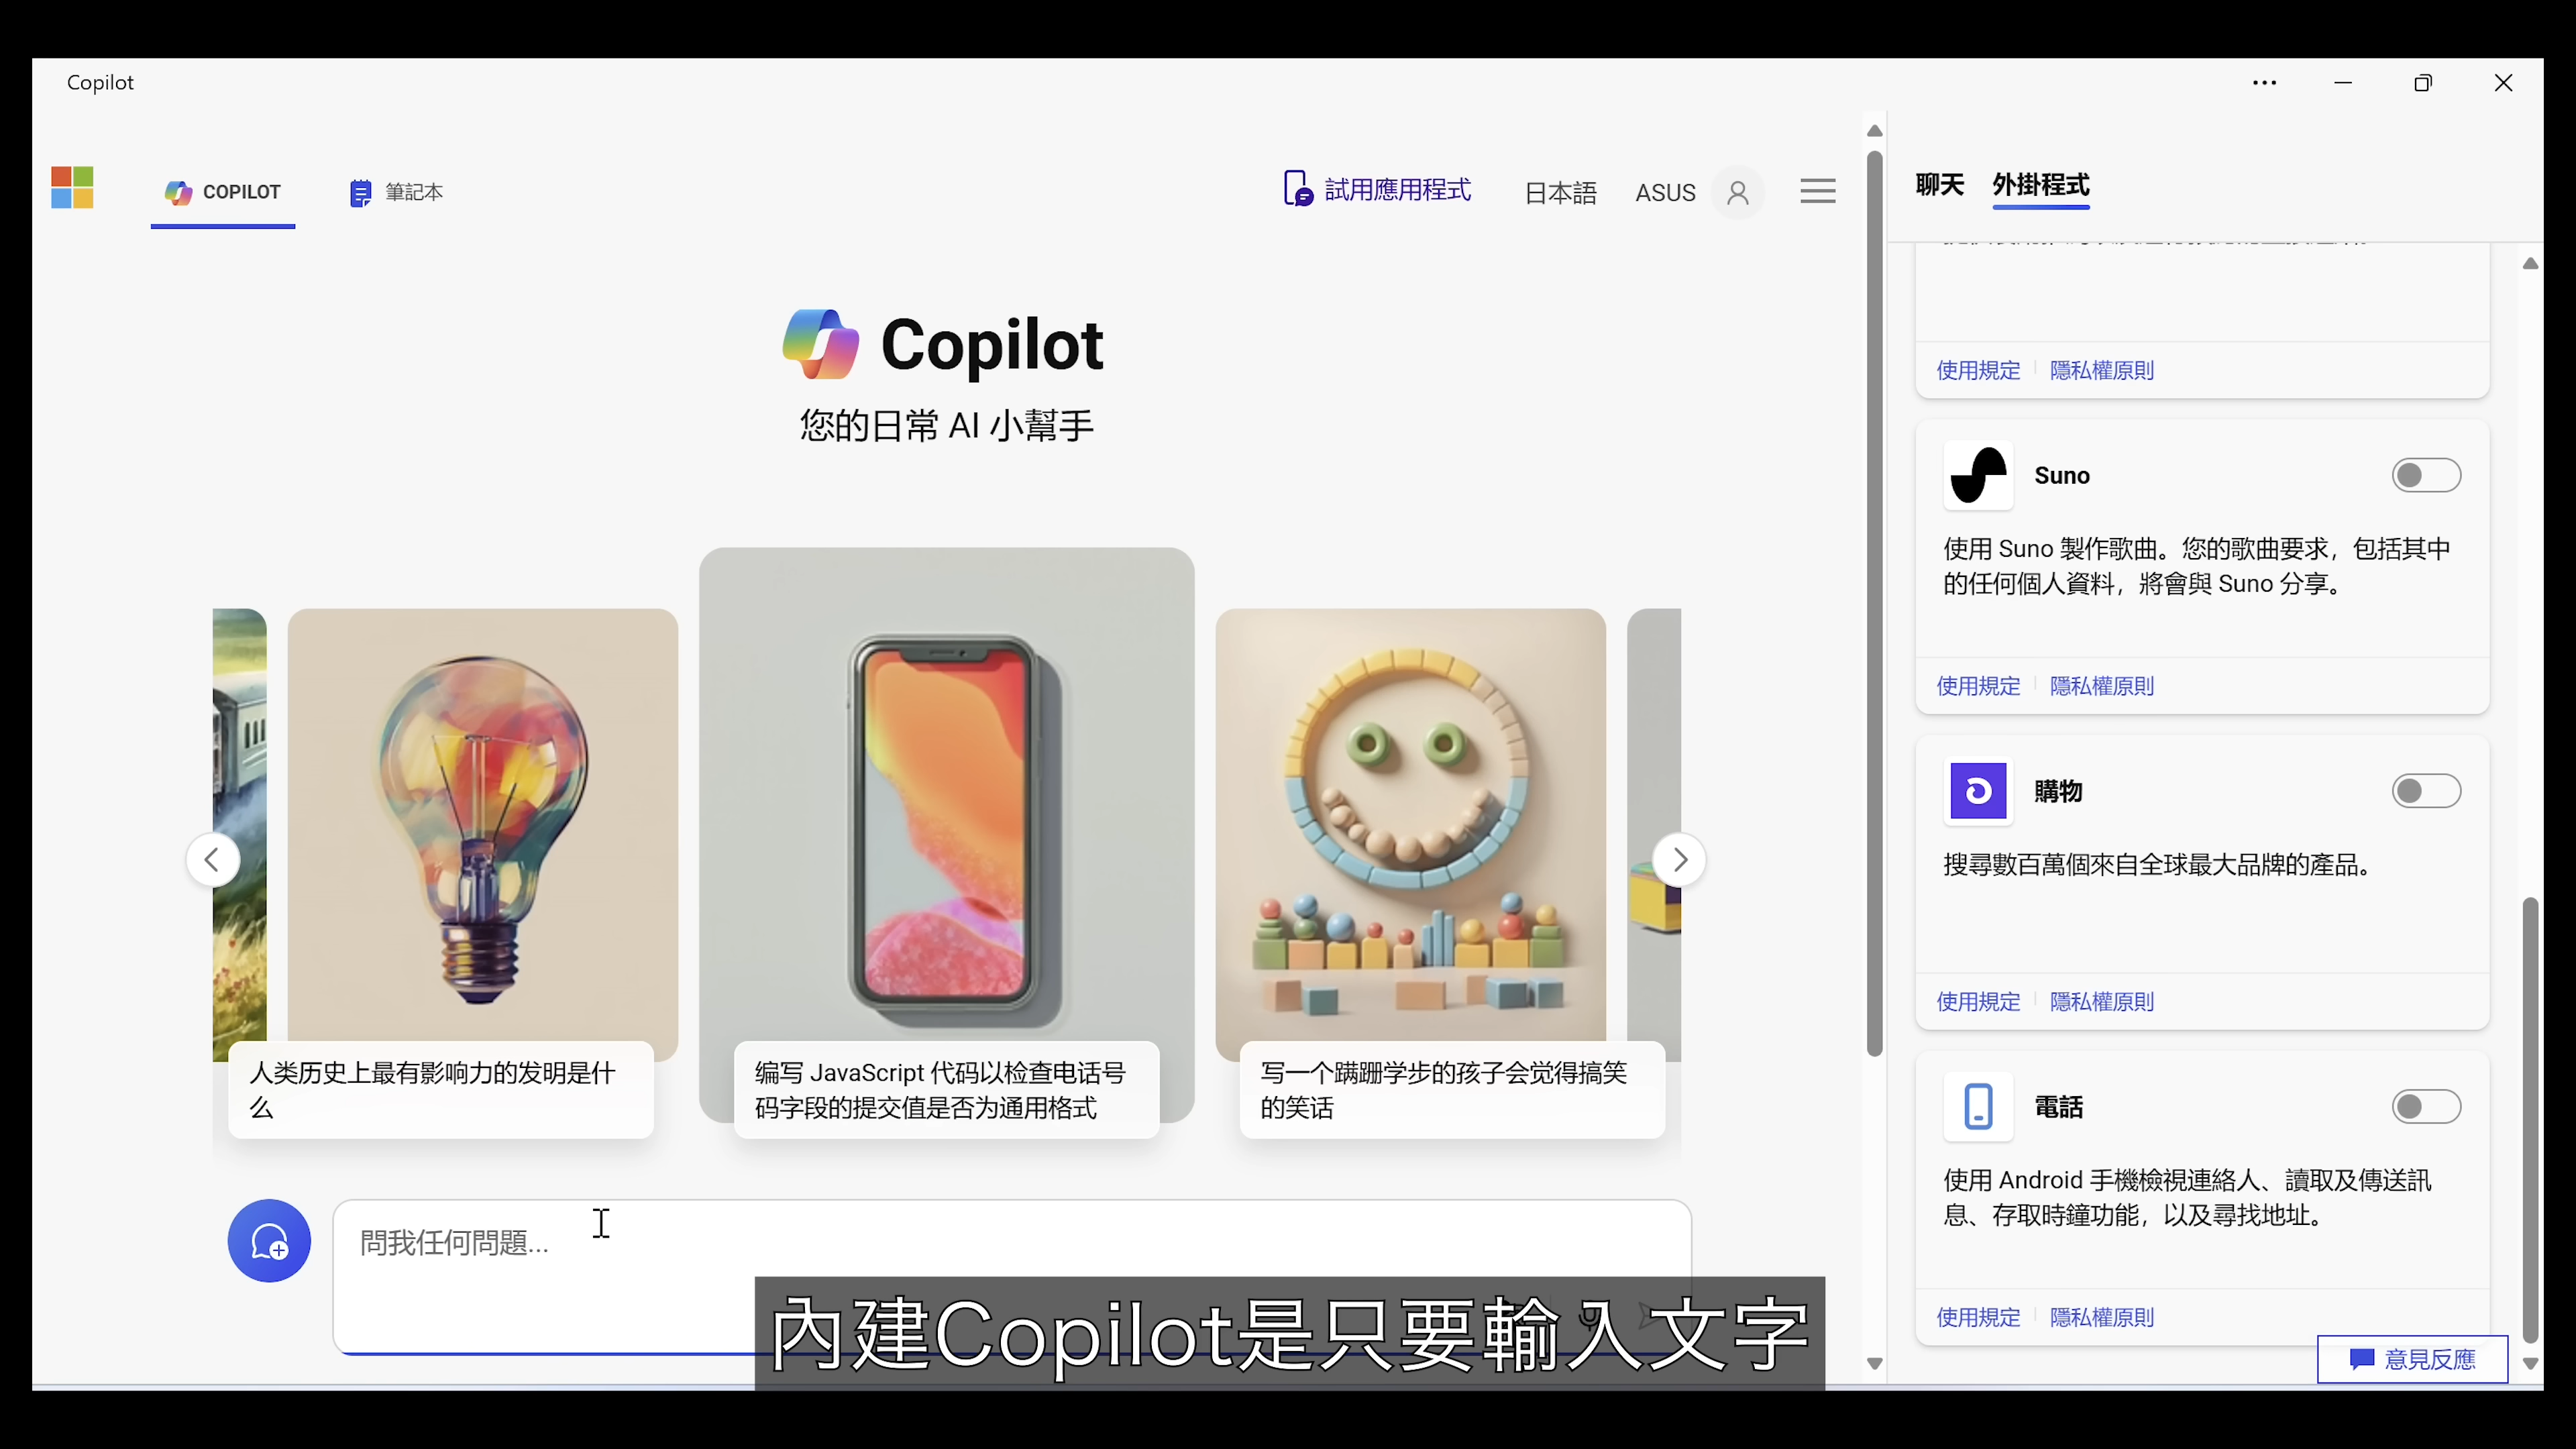 Copilot
COPILOT
筆記本
試用應用程式
日本語
ASUS
Copilot
您的日常 AI 小幫手
人类历史上最有影响力的发明是什
么
编写 JavaScript 代码以检查电话号
码字段的提交值是否为通用格式
写一个蹒跚学步的孩子会觉得搞笑
的笑话
問我任何問題...
聊天
外掛程式
使用規定
隱私權原則
Suno
使用 Suno 製作歌曲。您的歌曲要求，包括其中
的任何個人資料，將會與 Suno 分享。
使用規定
隱私權原則
購物
搜尋數百萬個來自全球最大品牌的產品。
使用規定
隱私權原則
電話
使用 Android 手機檢視連絡人、讀取及傳送訊
息、存取時鐘功能，以及尋找地址。
使用規定
隱私權原則
意見反應
內建Copilot是只要輸入文字